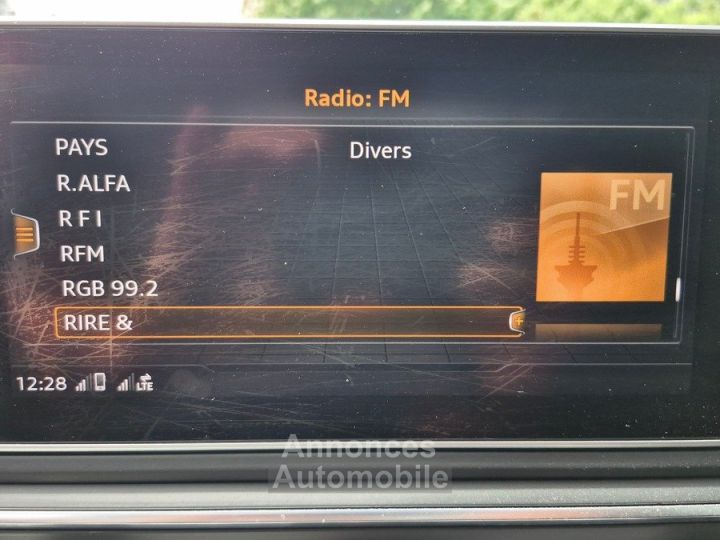 Radio: FM
PAYS Divers
R.ALFA
R F I
RFM
RGB 99.2
RIRE &
FM
12:28 LTE
Annonces
Automobile